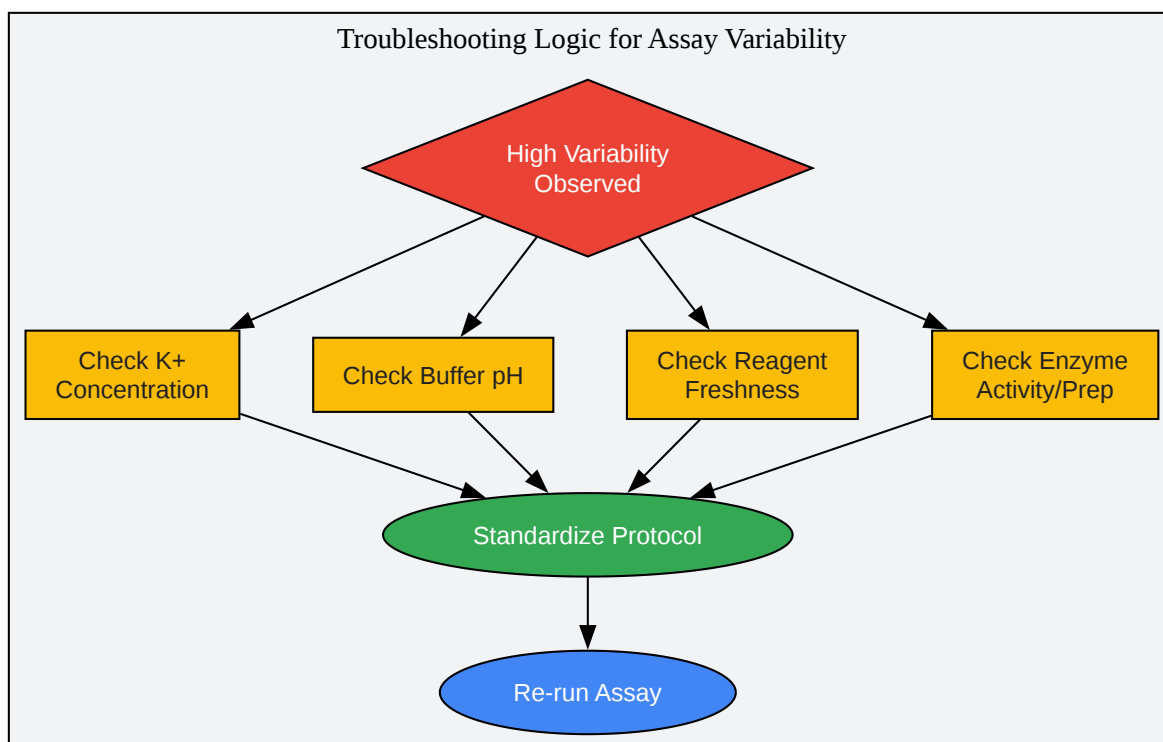 Troubleshooting Logic for Assay Variability
High Variability
Observed
Check K+
Concentration
Check Buffer pH
Check Reagent
Freshness
Check Enzyme
Activity/Prep
Standardize Protocol
Re-run Assay